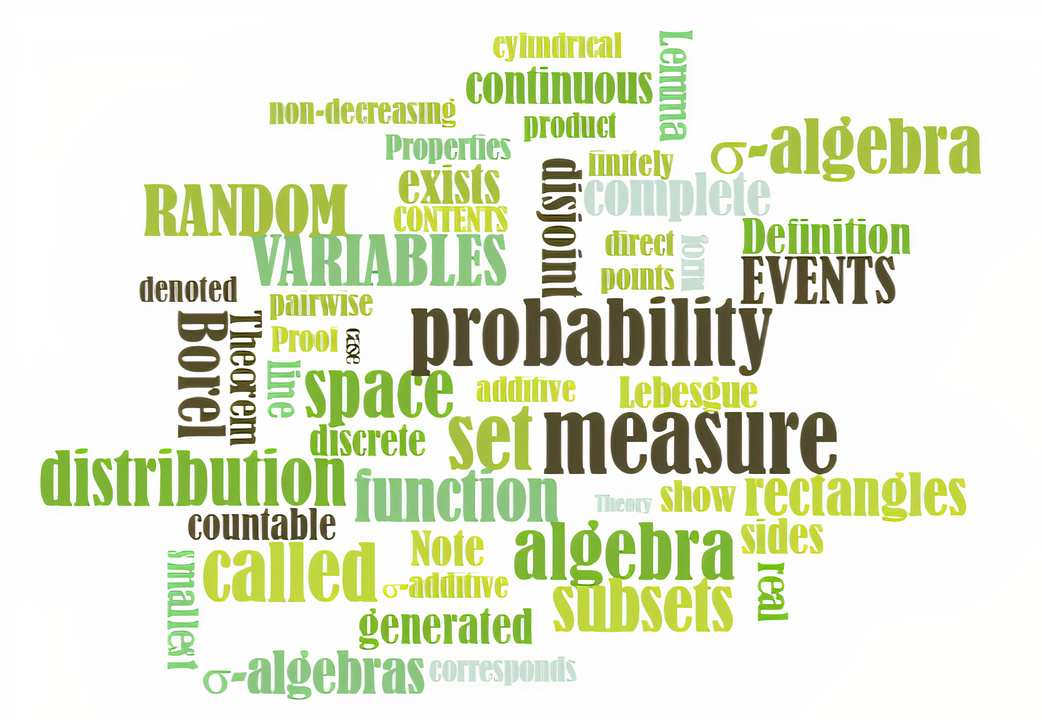 cylindrical
Lemma
continuous
non-decreasing
product
σ-algebra
Properties
finitely
disjoint
exists
complete
RANDOM
CONTENTS
VARIABLES
direct
form
Definition
points
EVENTS
denoted
pairwise
probability
Borel
Theorem
Proof
case
line
space
additive
Lebesgue
set
measure
discrete
distribution
function
Theory
show
rectangles
countable
Note
algebra
sides
called
σ-additive
subsets
real
smallest
generated
σ-algebras
corresponds